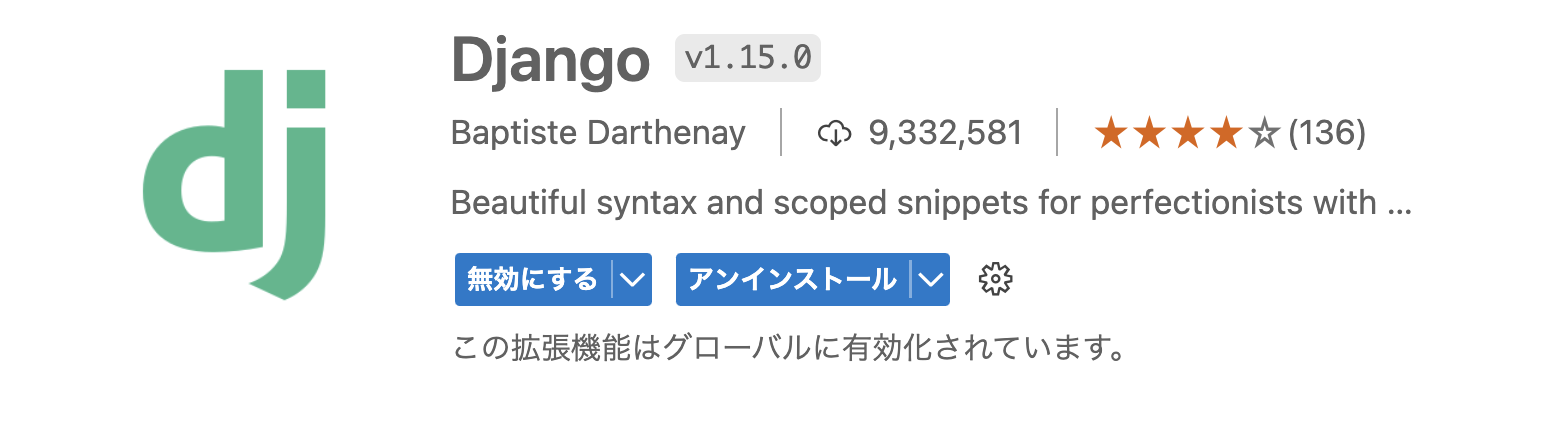 dj
Django v1.15.0
Baptiste Darthenay 9,332,581 (136)
Beautiful syntax and scoped snippets for perfectionists with ...
無効にする アンインストール
この拡張機能はグローバルに有効化されています。